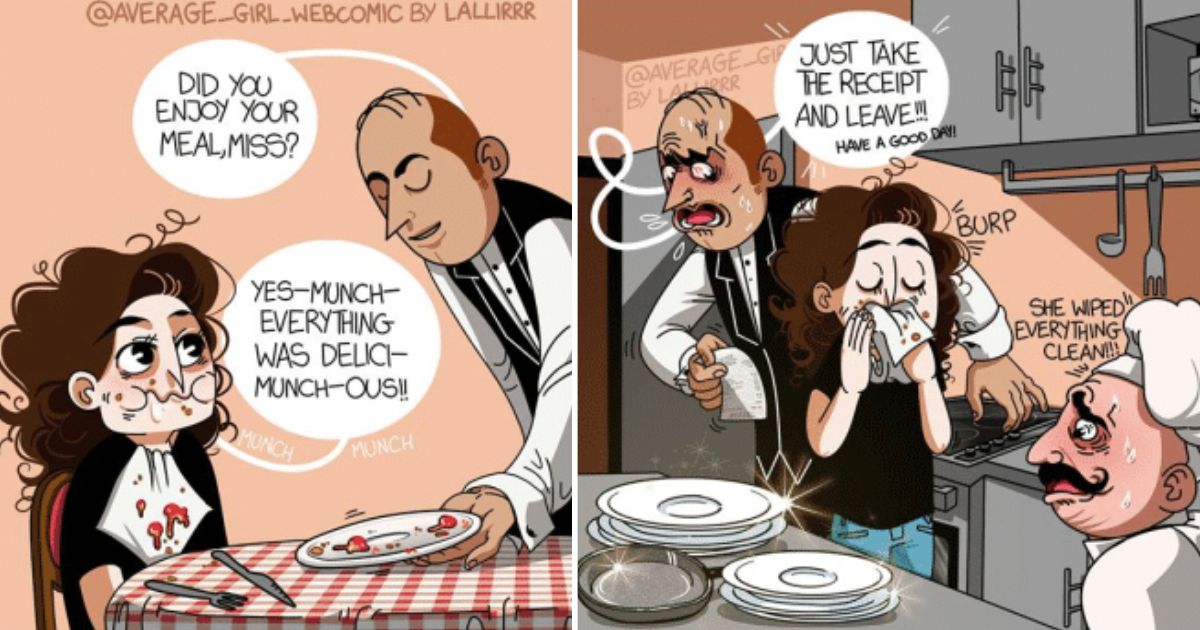 @AVERAGE_GIRL_WEBCOMIC BY LALLIRRR
DID YOU
ENJOY YOUR
MEAL,MISS?
YES-MUNCH-
EVERYTHING
WAS DELICI-
MUNCH-OUS!!
MUNCH
MUNCH
@AVERAGE_GI
BY LALLIRRR
JUST TAKE
THE RECEIPT
AND LEAVE!!!
HAVE A GOOD DAY!
BURP
SHE WIPED
EVERYTHING
CLEAN!!!